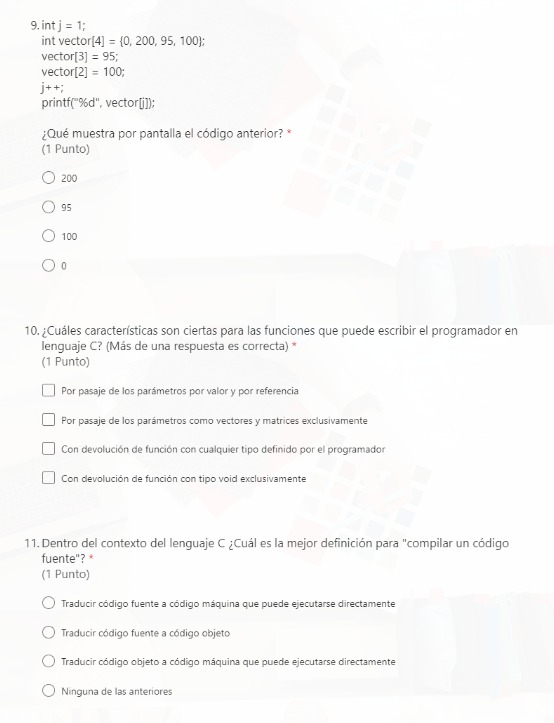 9. int j = 1;
int vector[4] = {0, 200, 95, 100};
vector[3] = 95;
vector[2] = 100;
j++;
printf("%d", vector[j]);
¿Qué muestra por pantalla el código anterior? *
(1 Punto)
200
95
100
0
10. ¿Cuáles características son ciertas para las funciones que puede escribir el programador en
lenguaje C? (Más de una respuesta es correcta) *
(1 Punto)
Por pasaje de los parámetros por valor y por referencia
Por pasaje de los parámetros como vectores y matrices exclusivamente
Con devolución de función con cualquier tipo definido por el programador
Con devolución de función con tipo void exclusivamente
11. Dentro del contexto del lenguaje C ¿Cuál es la mejor definición para "compilar un código
fuente"? *
(1 Punto)
Traducir código fuente a código máquina que puede ejecutarse directamente
Traducir código fuente a código objeto
Traducir código objeto a código máquina que puede ejecutarse directamente
Ninguna de las anteriores